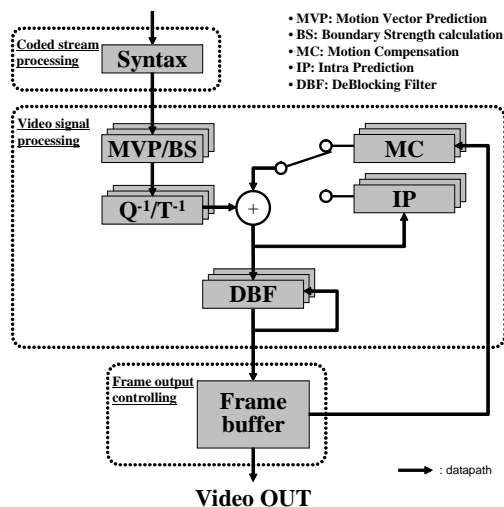 • MVP: Motion Vector Prediction
• BS: Boundary Strength calculation
• MC: Motion Compensation
• IP: Intra Prediction
• DBF: DeBlocking Filter
Coded stream
processing
Syntax
Video signal
processing
MVP/BS
MC
Q⁻¹/T⁻¹
+
IP
DBF
Frame output
controlling
Frame
buffer
: datapath
Video OUT